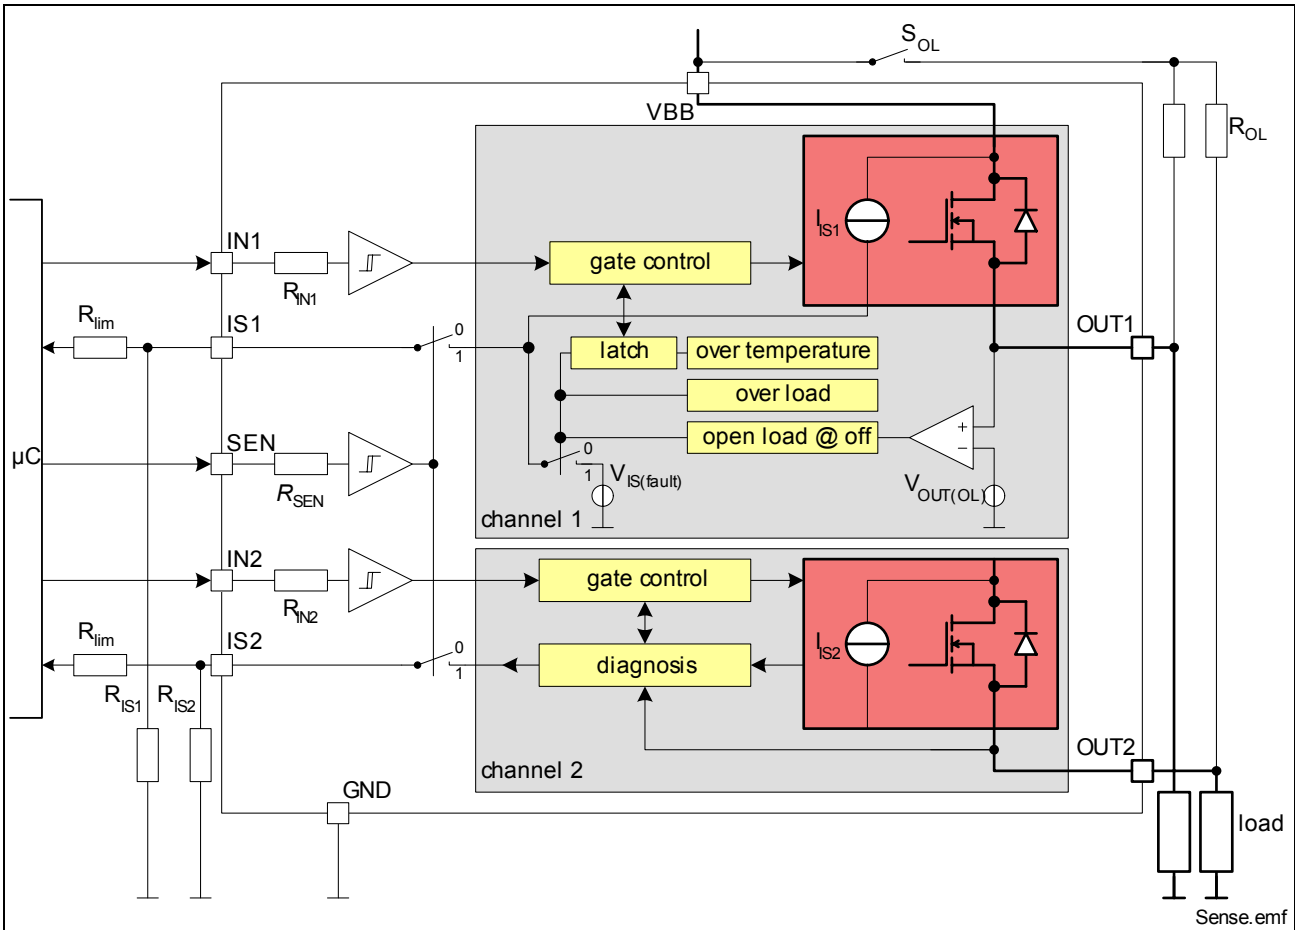 S_OL
VBB
R_OL
IN1
R_IN1
gate control
I_IS1
R_lim
IS1
0
1
latch
over temperature
OUT1
over load
µC
SEN
R_SEN
open load @ off
0
1
V_IS(fault)
+
−
V_OUT(OL)
channel 1
IN2
R_IN2
gate control
I_IS2
R_lim
IS2
0
1
diagnosis
R_IS1
R_IS2
channel 2
OUT2
GND
load
Sense.emf